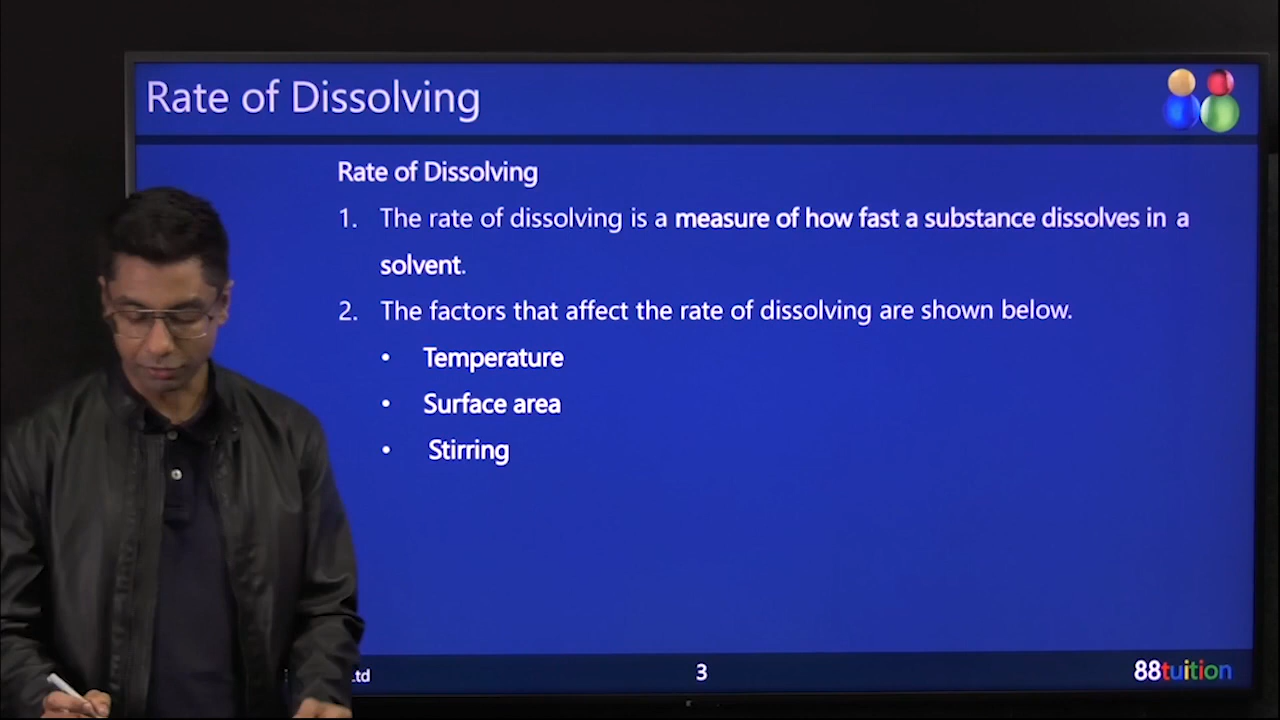 Rate of Dissolving
Rate of Dissolving
1. The rate of dissolving is a measure of how fast a substance dissolves in a
solvent.
2. The factors that affect the rate of dissolving are shown below.
• Temperature
• Surface area
• Stirring
3
88tuition